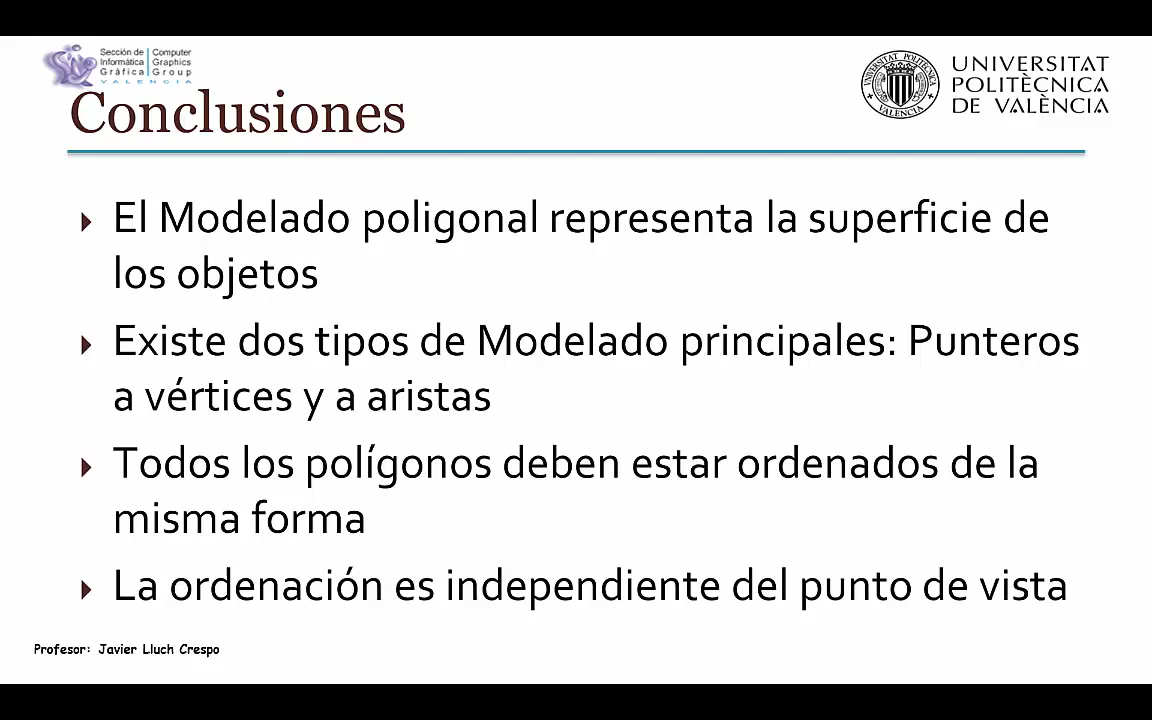 Sección de Computer
Informática Graphics
Gráfica Group
VALENCIA
UNIVERSITAT
POLITÈCNICA
DE VALÈNCIA
Conclusiones
El Modelado poligonal representa la superficie de
los objetos
Existe dos tipos de Modelado principales: Punteros
a vértices y a aristas
Todos los polígonos deben estar ordenados de la
misma forma
La ordenación es independiente del punto de vista
Profesor: Javier Lluch Crespo